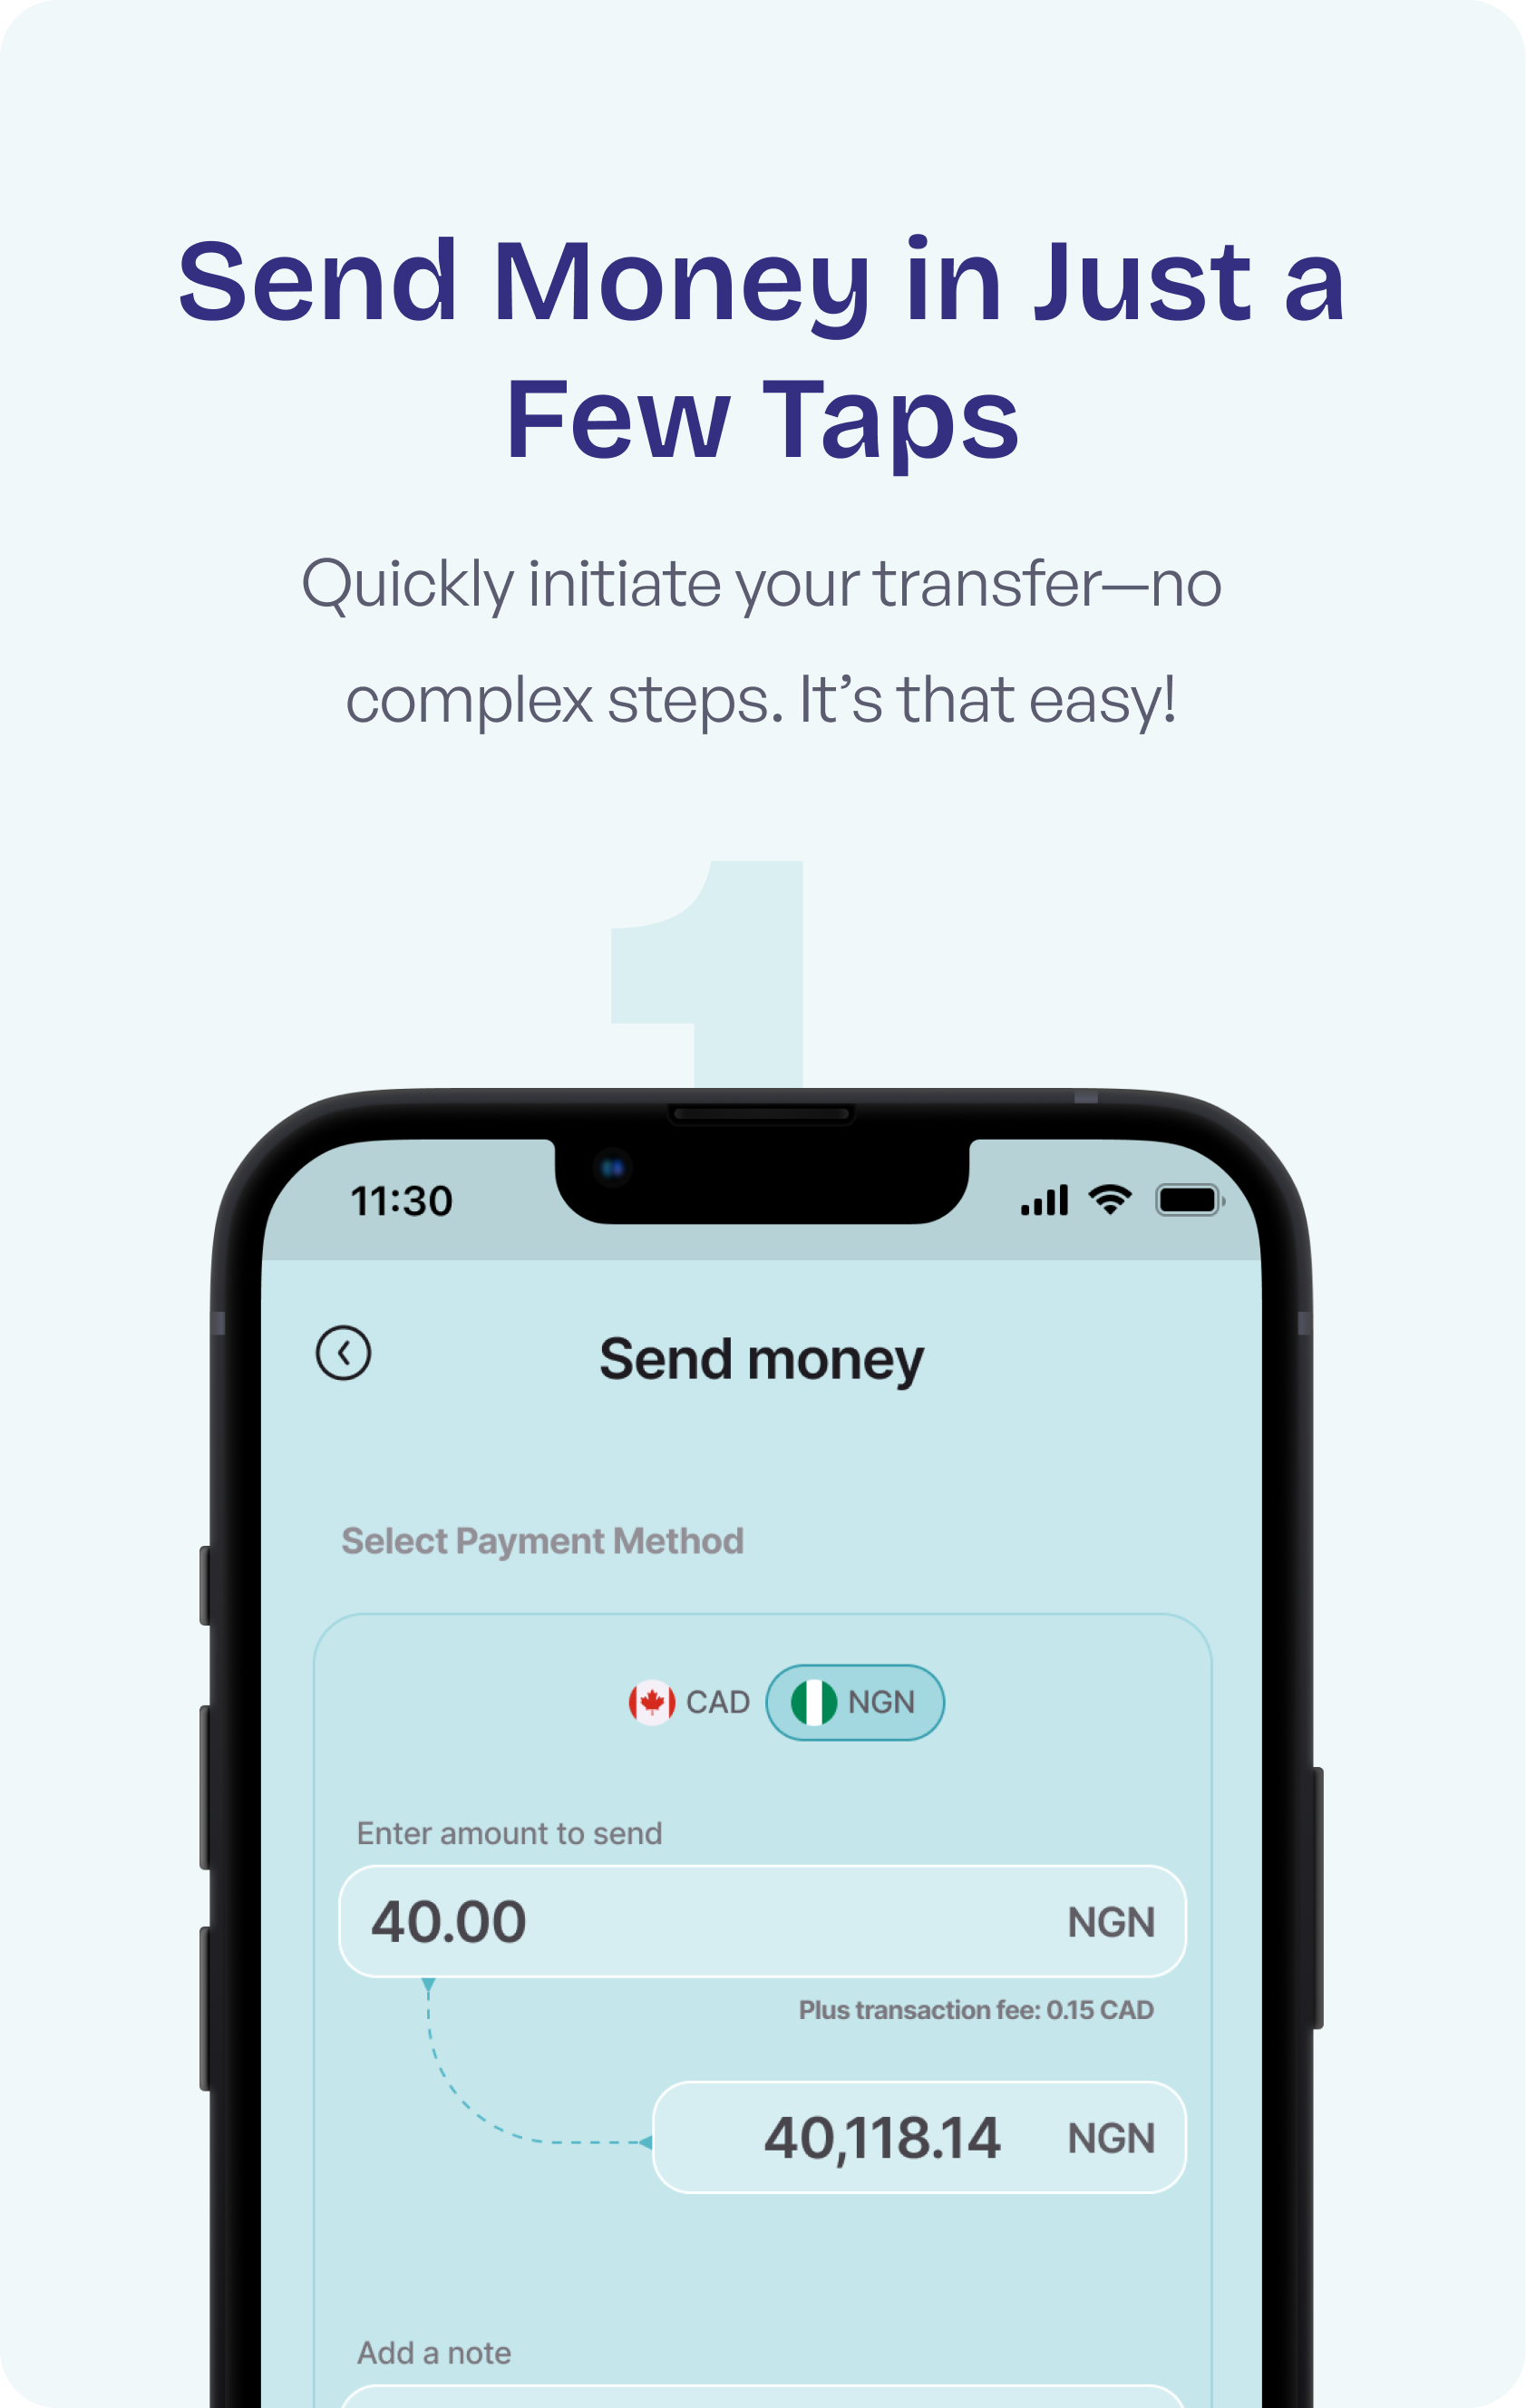 Send Money in Just a
Few Taps
Quickly initiate your transfer—no
complex steps. It’s that easy!
1
11:30
Send money
Select Payment Method
CAD NGN
Enter amount to send
40.00 NGN
Plus transaction fee: 0.15 CAD
40,118.14 NGN
Add a note